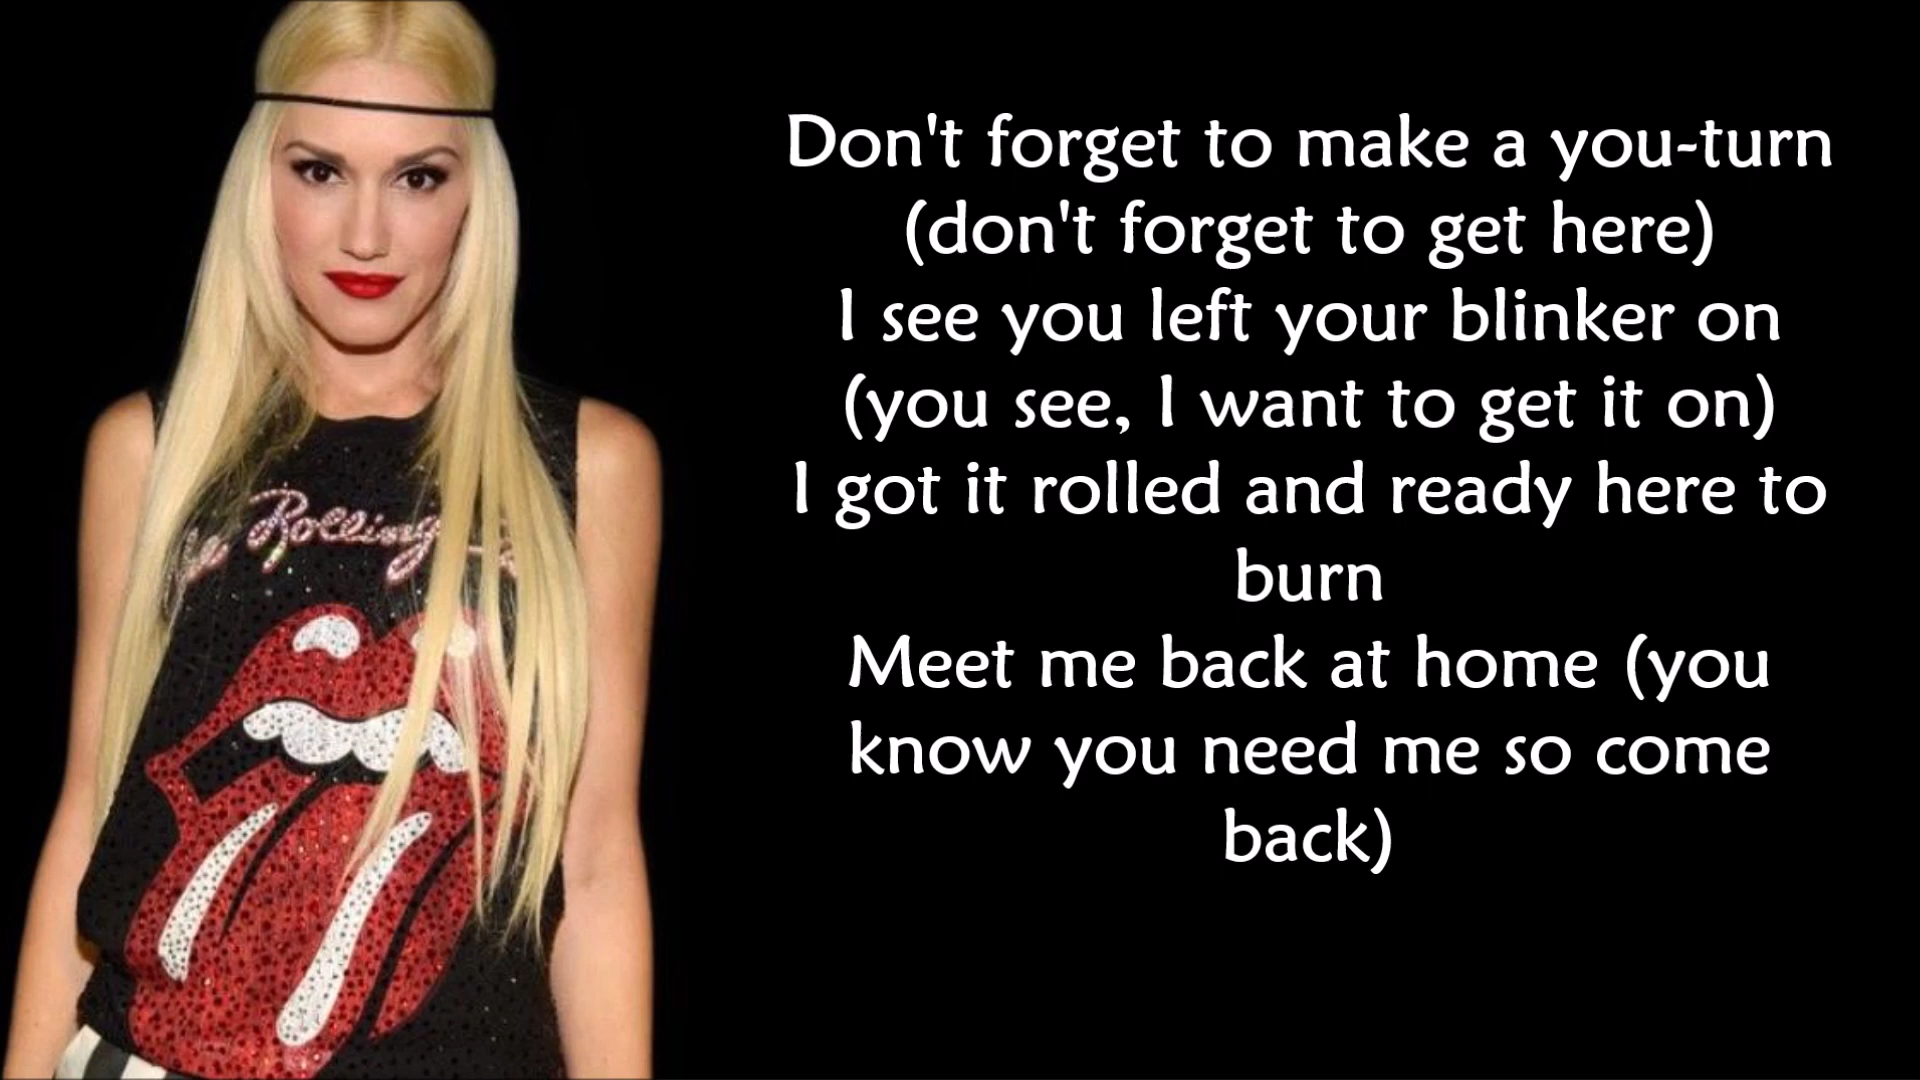 Don't forget to make a you-turn
(don't forget to get here)
I see you left your blinker on
(you see, I want to get it on)
I got it rolled and ready here to
burn
Meet me back at home (you
know you need me so come
back)
Rolling